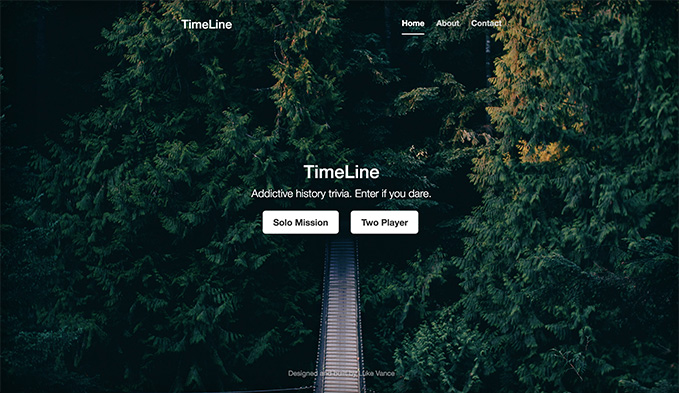 TimeLine
Home About Contact
TimeLine
Addictive history trivia. Enter if you dare.
Solo Mission Two Player
Designed and built by Luke Vance